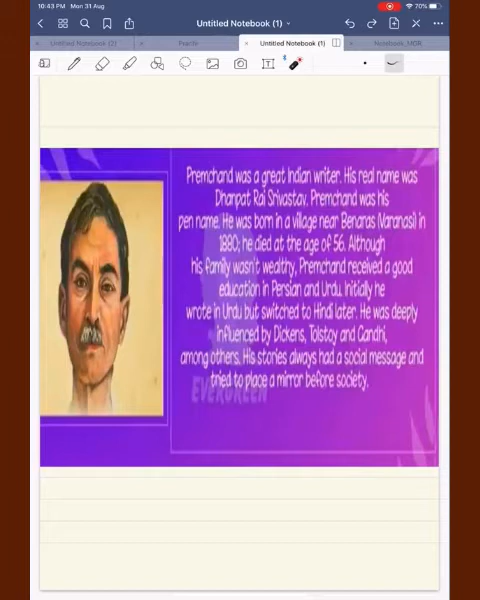 10:43 PM Mon 31 Aug
70%
Untitled Notebook (1)
Untitled Notebook (2)
Practis
Untitled Notebook (1)
Notebook, MOR
Premchand was a great Indian writer. His real name was
Dhanpat Rai Srivastav. Premchand was his
pen name. He was born in a village near Benaras (Varanasi) in
1880; he died at the age of 56. Although
his family wasn't wealthy, Premchand received a good
education in Persian and Urdu. Initially he
wrote in Urdu but switched to Hindi later. He was deeply
influenced by Dickens, Tolstoy and Gandhi,
among others. His stories always had a social message and
tried to place a mirror before society.
EVERGREEN